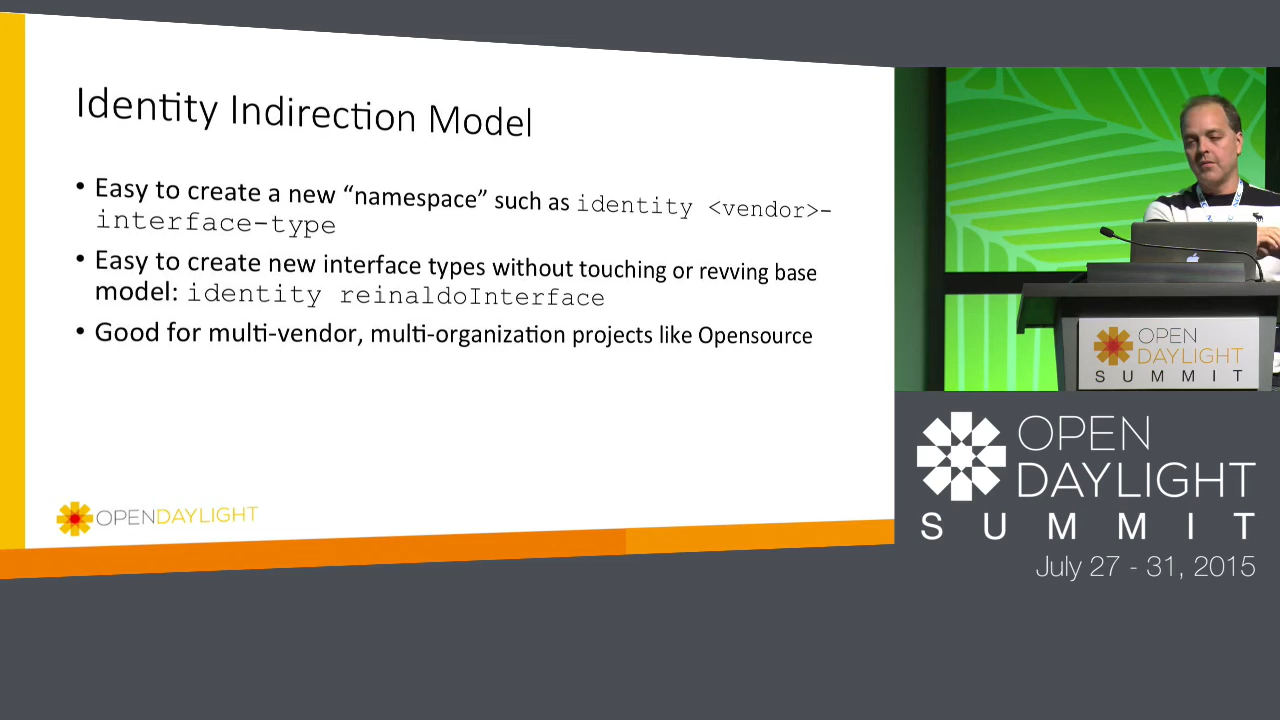 Identity Indirection Model
• Easy to create a new “namespace” such as identity <vendor>-
interface-type
• Easy to create new interface types without touching or revving base
model: identity reinaldoInterface
• Good for multi-vendor, multi-organization projects like Opensource
OPENDAYLIGHT
OPEN
DAYLIGHT
SUMMIT
OPEN
DAYLIGHT
SUMMIT
July 27 - 31, 2015